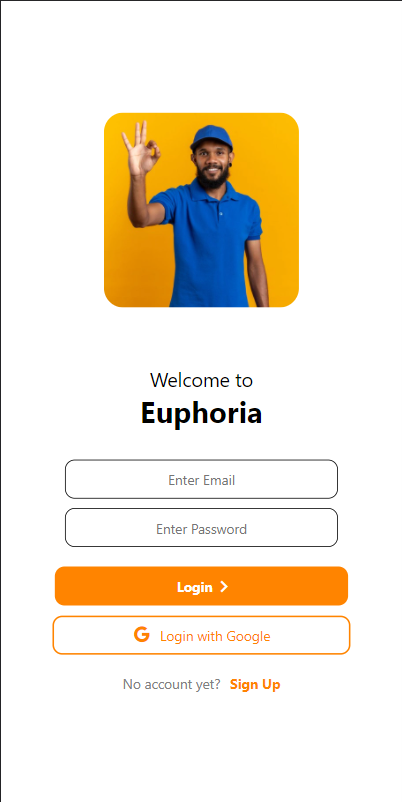 Welcome to
Euphoria
Enter Email
Enter Password
Login
Login with Google
No account yet? Sign Up